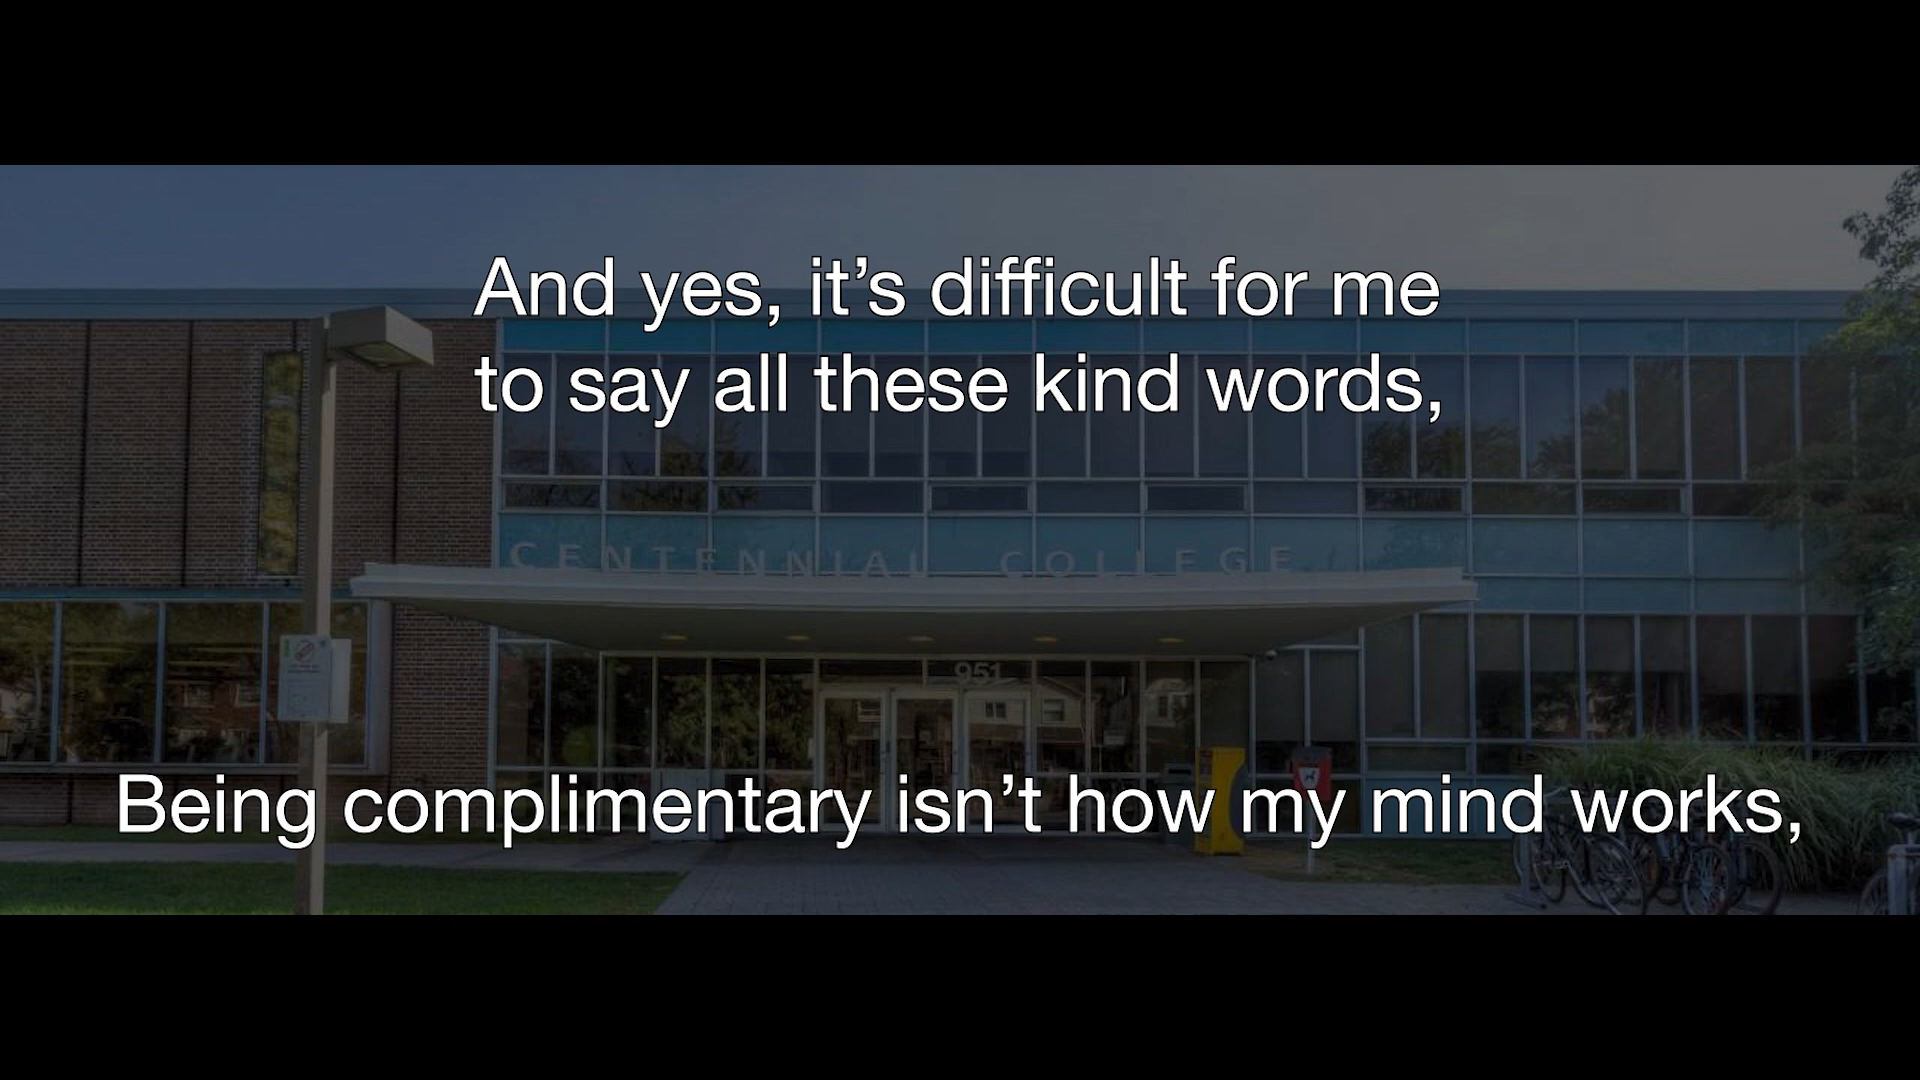 And yes, it’s difficult for me
to say all these kind words,
CENTENNIAL COLLEGE
951
Being complimentary isn’t how my mind works,